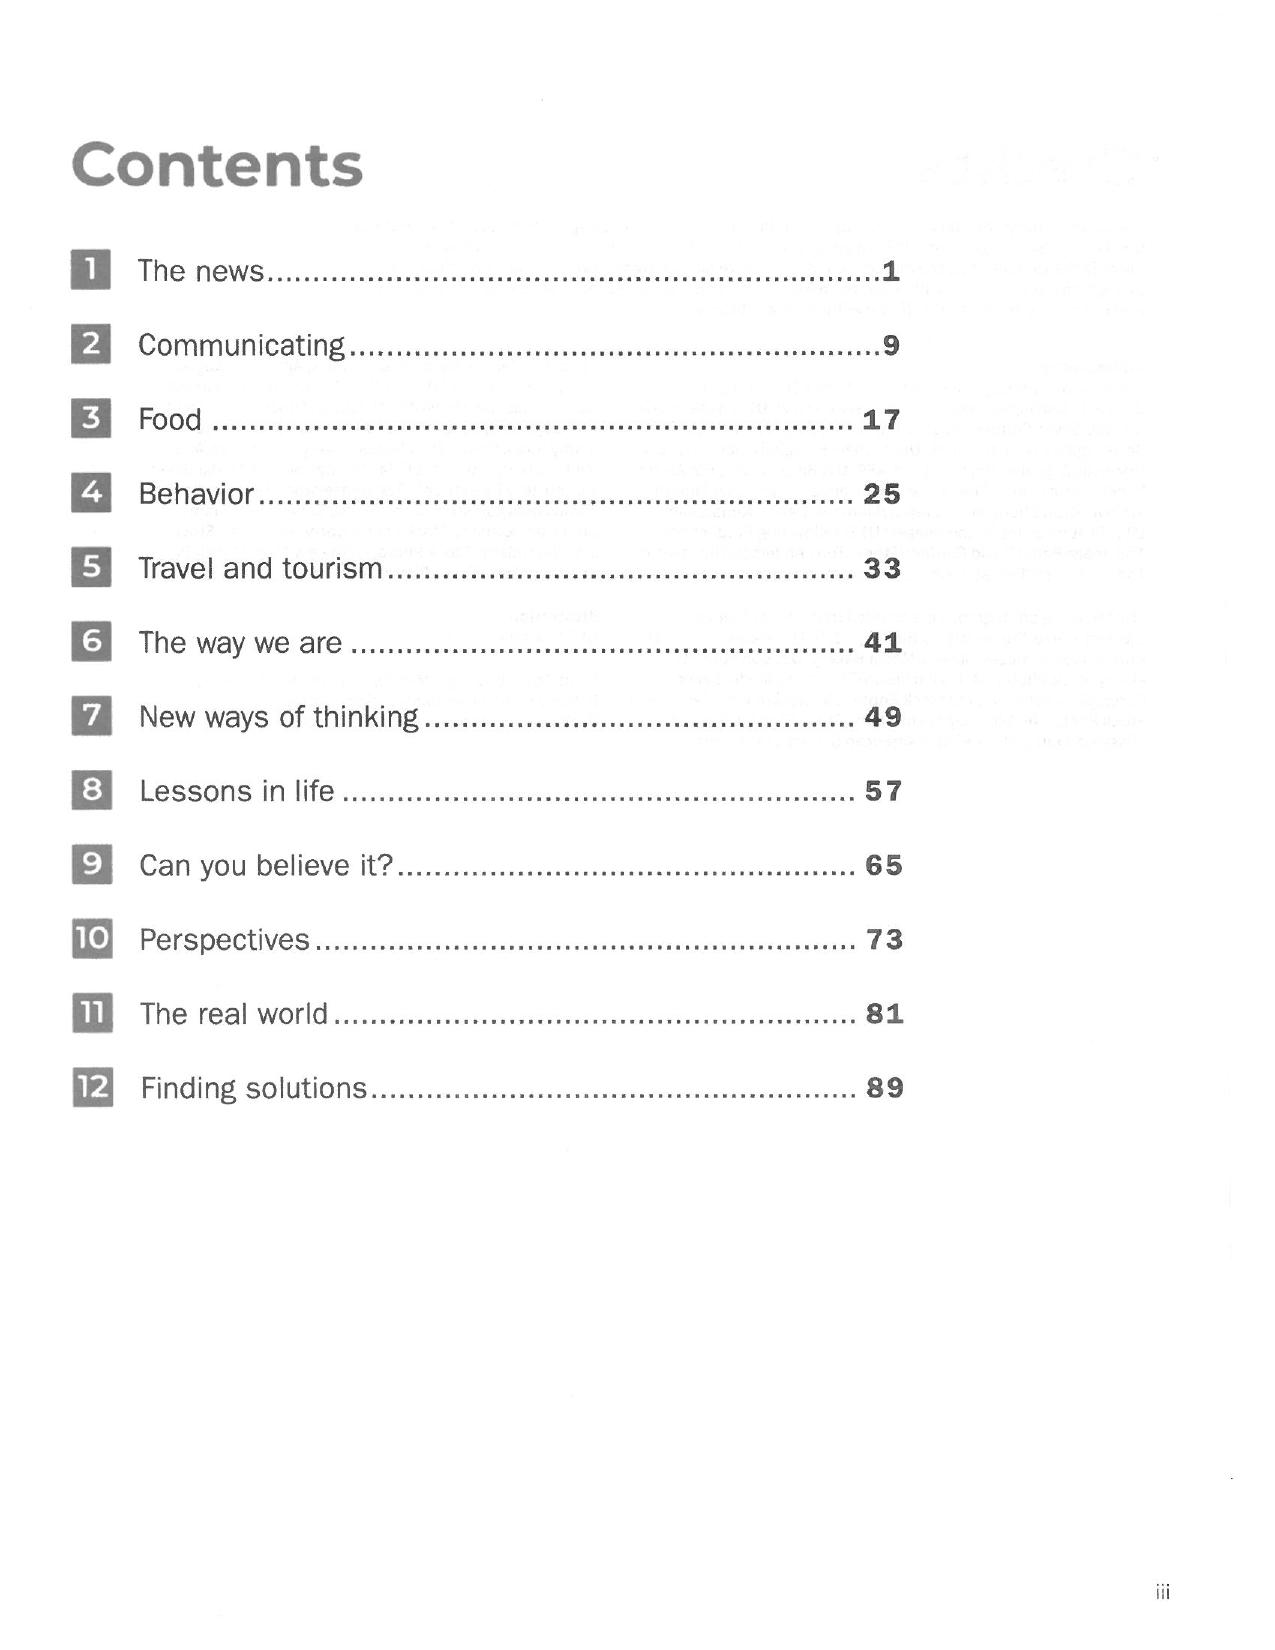 Contents
1 The news.................................................................1
2 Communicating.........................................................9
3 Food ..................................................................... 17
4 Behavior................................................................ 25
5 Travel and tourism.................................................. 33
6 The way we are ...................................................... 41
7 New ways of thinking.............................................. 49
8 Lessons in life ....................................................... 57
9 Can you believe it?................................................. 65
10 Perspectives.......................................................... 73
11 The real world........................................................ 81
12 Finding solutions.................................................... 89
iii